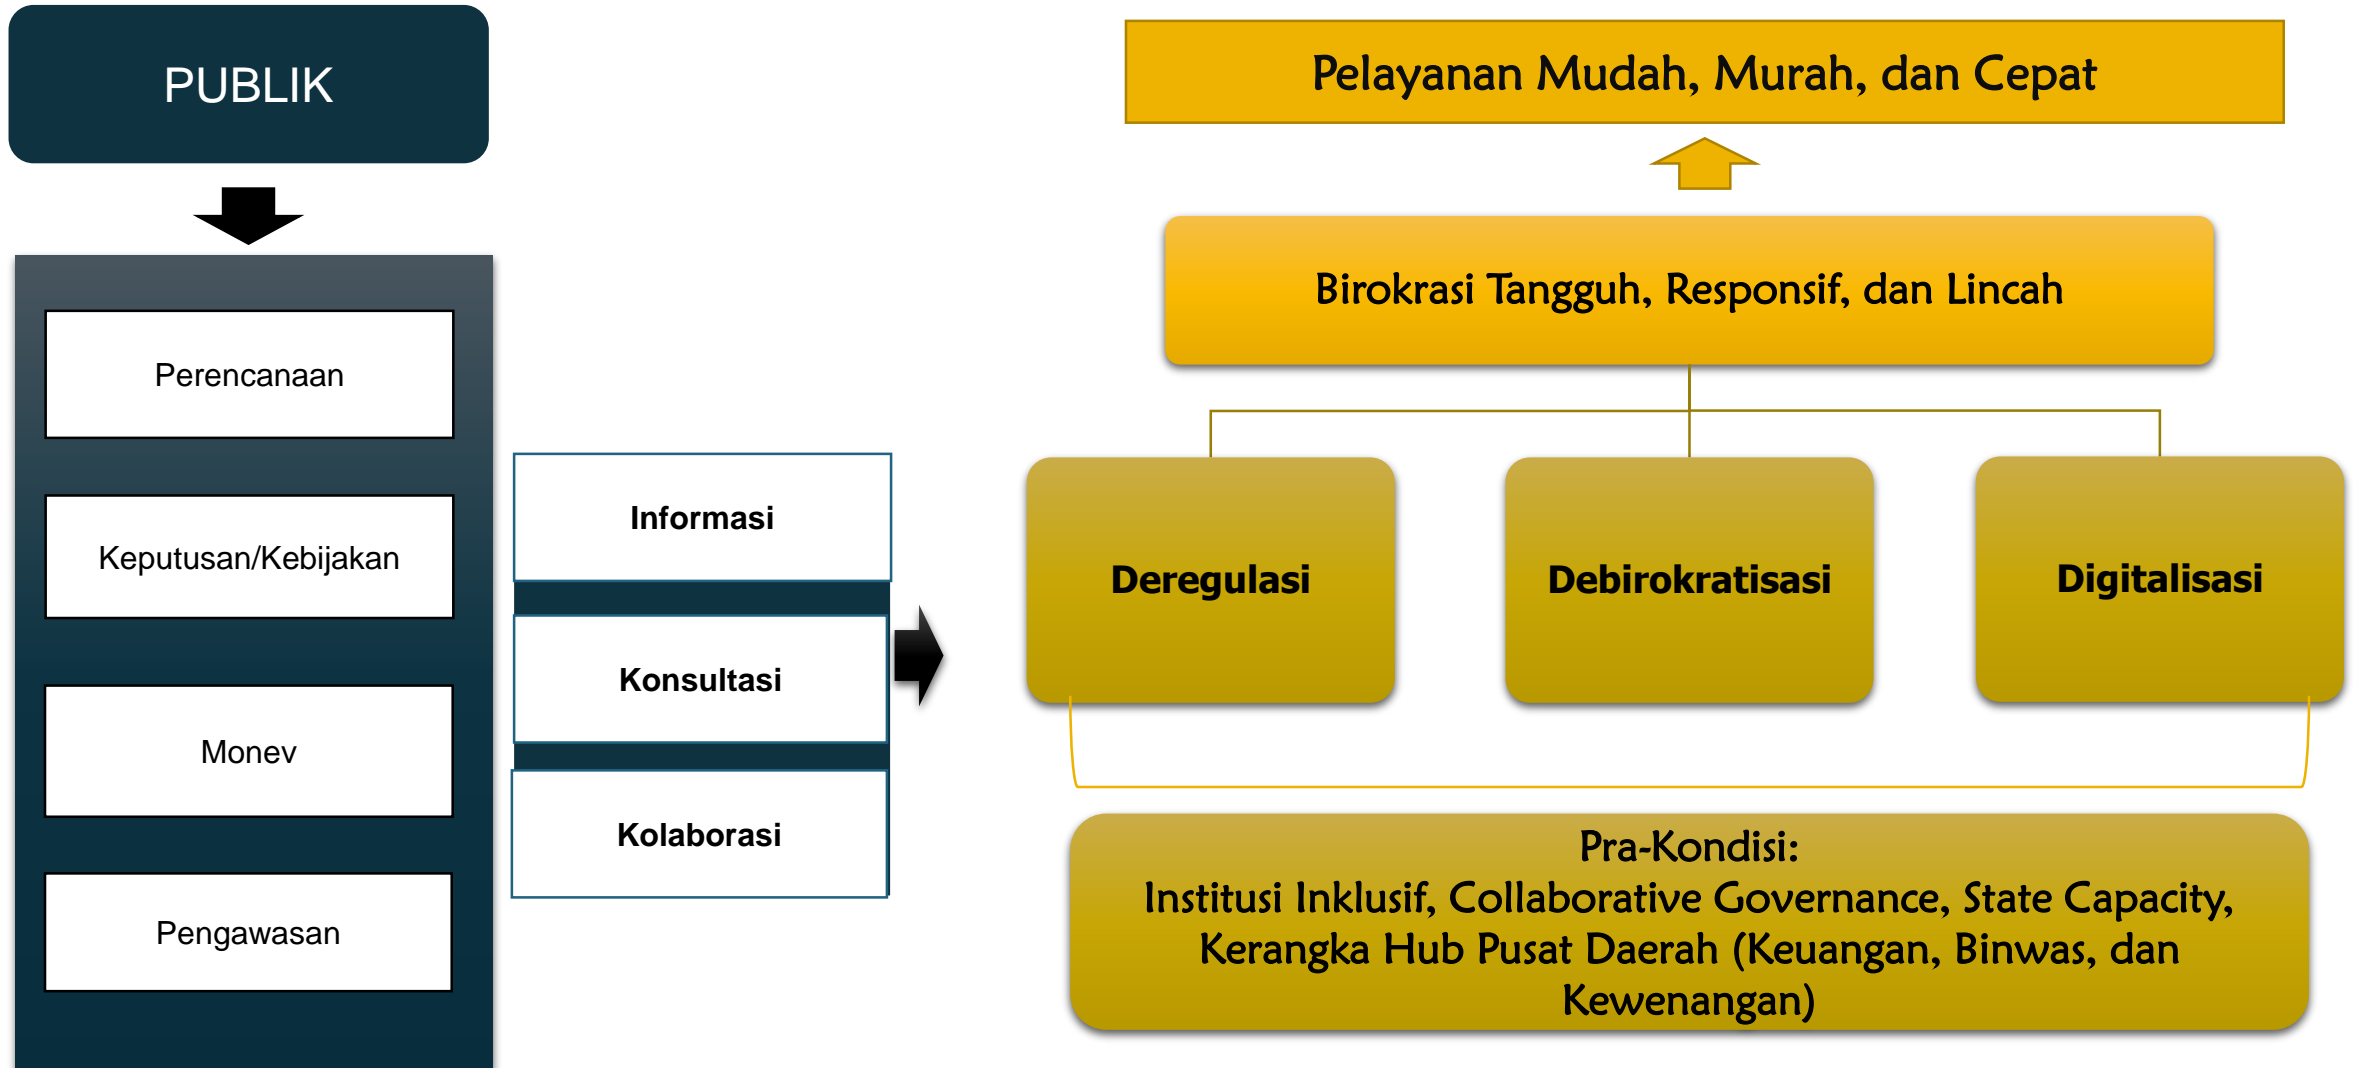 PUBLIK
Perencanaan
Keputusan/Kebijakan
Monev
Pengawasan
Informasi
Konsultasi
Kolaborasi
Pelayanan Mudah, Murah, dan Cepat
Birokrasi Tangguh, Responsif, dan Lincah
Deregulasi
Debirokratisasi
Digitalisasi
Pra-Kondisi:
Institusi Inklusif, Collaborative Governance, State Capacity,
Kerangka Hub Pusat Daerah (Keuangan, Binwas, dan
Kewenangan)